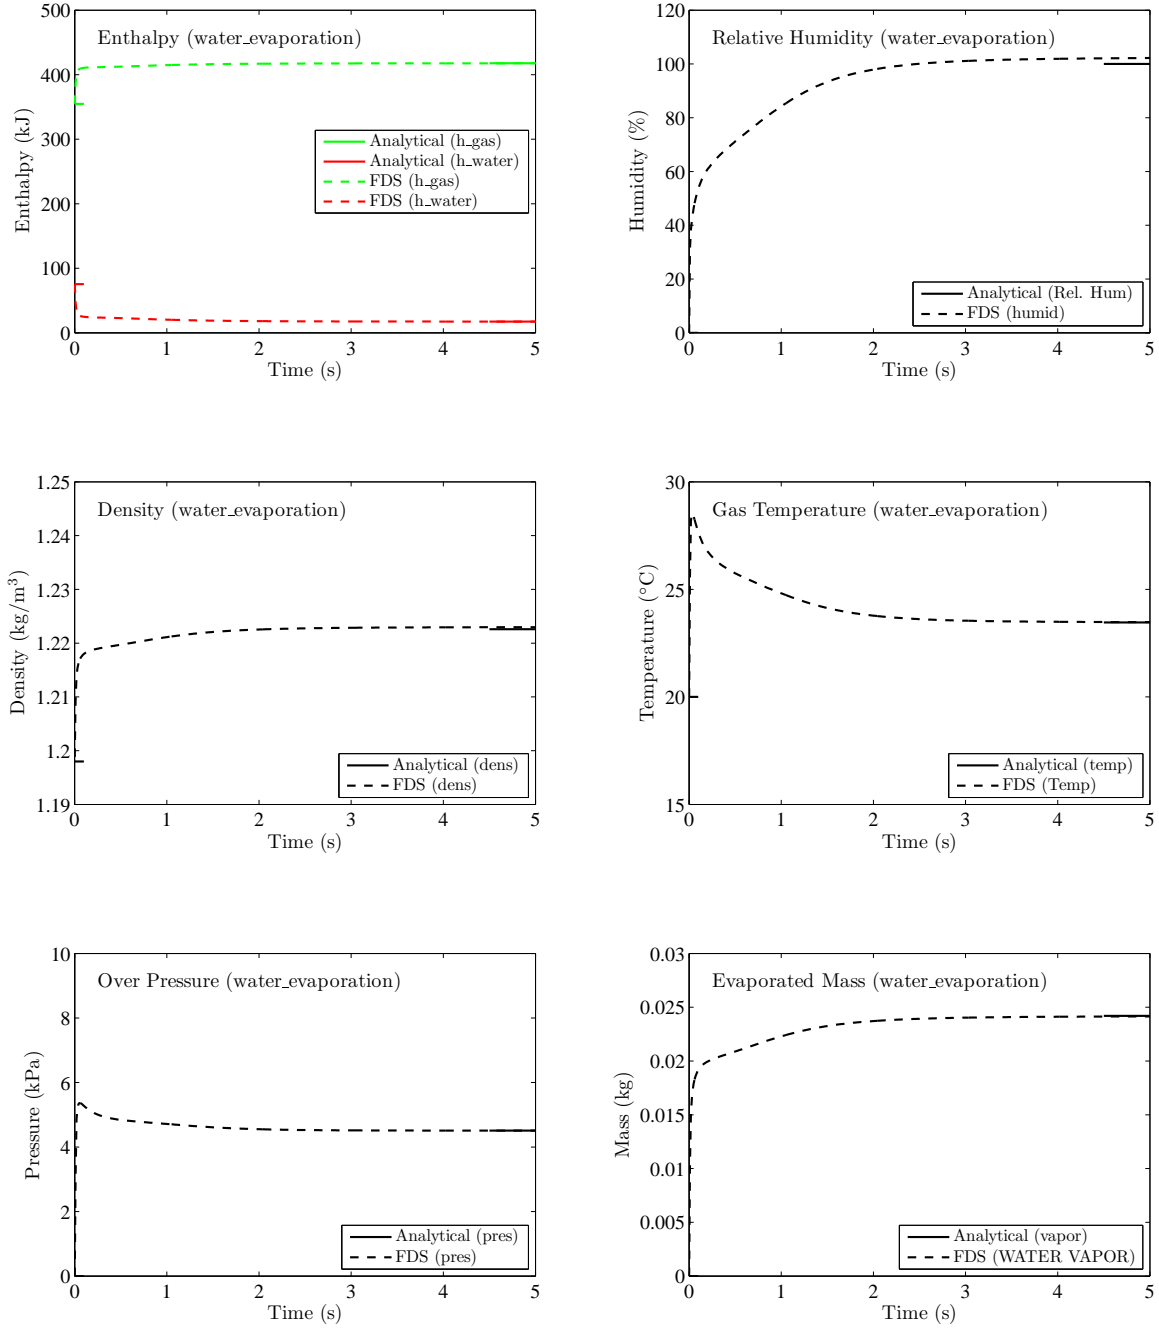 Enthalpy (water_evaporation)
Enthalpy (kJ)
500
400
300
200
100
0
Analytical (h_gas)
Analytical (h_water)
FDS (h_gas)
FDS (h_water)
0 1 2 3 4 5
Time (s)
Relative Humidity (water_evaporation)
Humidity (%)
120
100
80
60
40
20
0
Analytical (Rel. Hum)
FDS (humid)
0 1 2 3 4 5
Time (s)
Density (water_evaporation)
Density (kg/m³)
1.25
1.24
1.23
1.22
1.21
1.2
1.19
Analytical (dens)
FDS (dens)
0 1 2 3 4 5
Time (s)
Gas Temperature (water_evaporation)
Temperature (°C)
30
25
20
15
Analytical (temp)
FDS (Temp)
0 1 2 3 4 5
Time (s)
Over Pressure (water_evaporation)
Pressure (kPa)
10
8
6
4
2
0
Analytical (pres)
FDS (pres)
0 1 2 3 4 5
Time (s)
Evaporated Mass (water_evaporation)
Mass (kg)
0.03
0.025
0.02
0.015
0.01
0.005
0
Analytical (vapor)
FDS (WATER VAPOR)
0 1 2 3 4 5
Time (s)